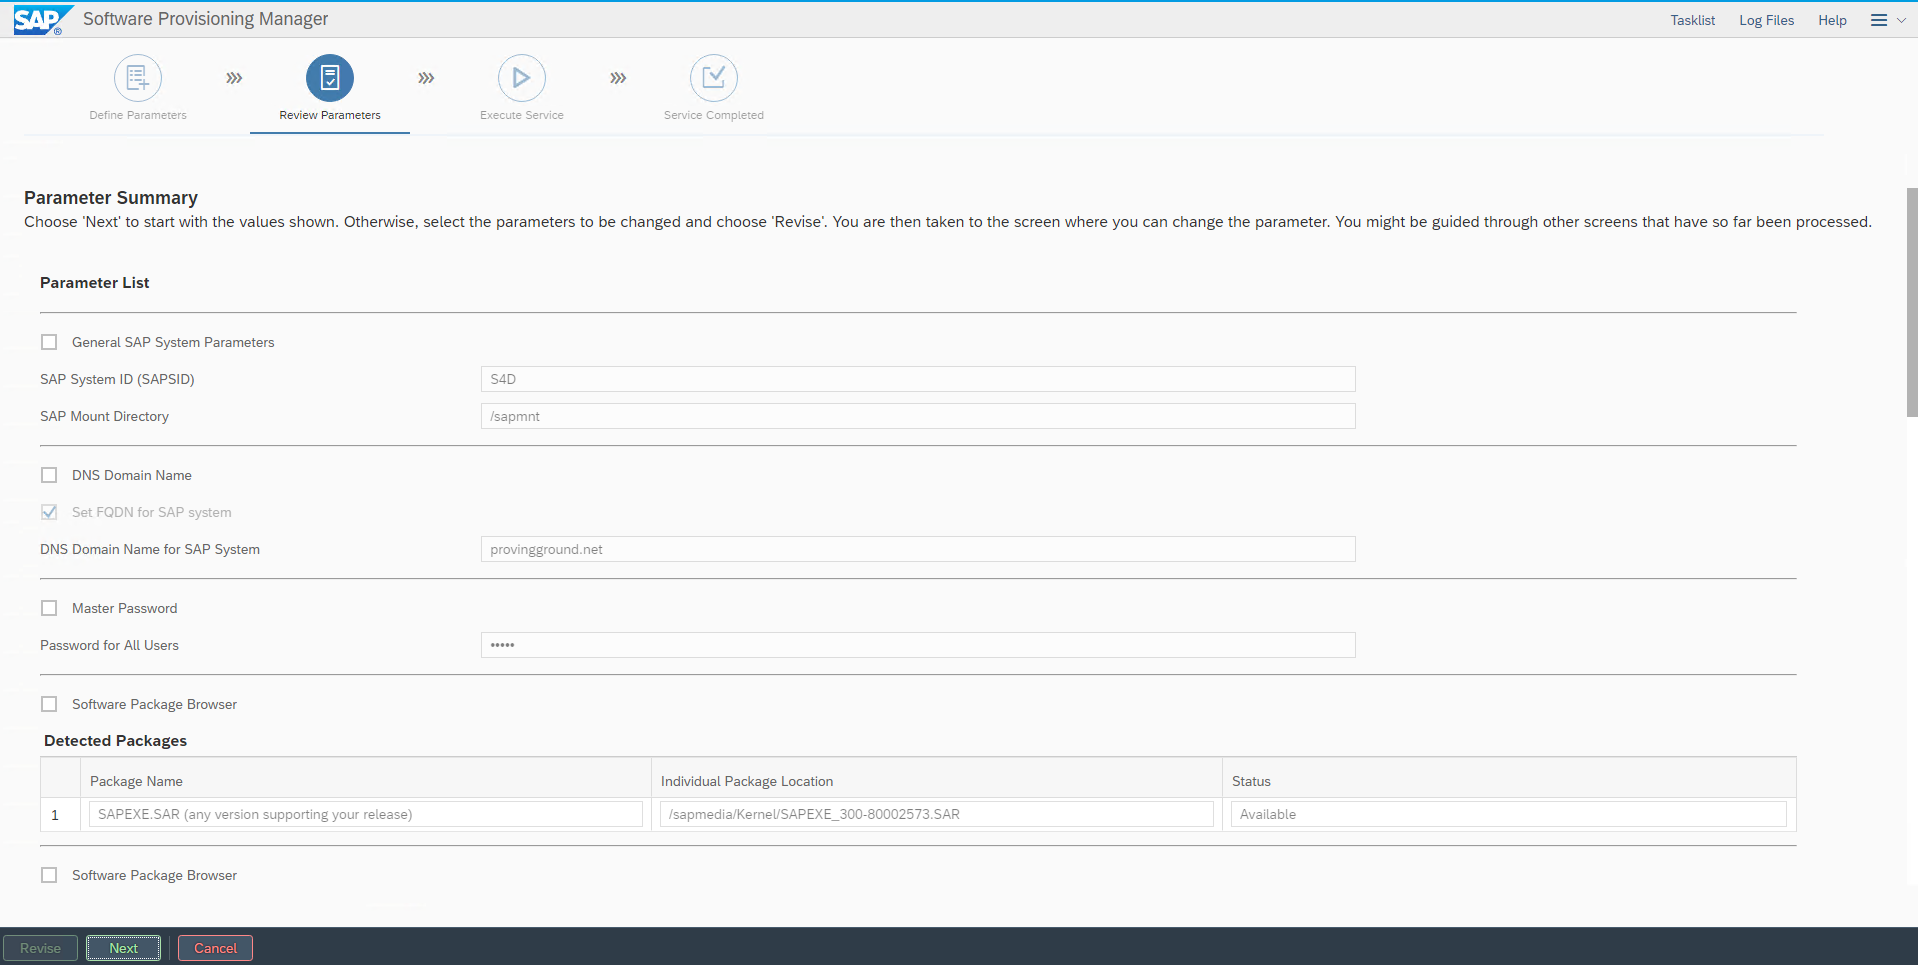 SAP ® Software Provisioning Manager Tasklist Log Files Help
Define Parameters Review Parameters Execute Service Service Completed
Parameter Summary
Choose 'Next' to start with the values shown. Otherwise, select the parameters to be changed and choose 'Revise'. You are then taken to the screen where you can change the parameter. You might be guided through other screens that have so far been processed.
Parameter List
General SAP System Parameters
SAP System ID (SAPSID) S4D
SAP Mount Directory /sapmnt
DNS Domain Name
Set FQDN for SAP system
DNS Domain Name for SAP System provingground.net
Master Password
Password for All Users •••••
Software Package Browser
Detected Packages
Package Name Individual Package Location Status
1 SAPEXE.SAR (any version supporting your release) /sapmedia/Kernel/SAPEXE_300-80002573.SAR Available
Software Package Browser
Revise Next Cancel